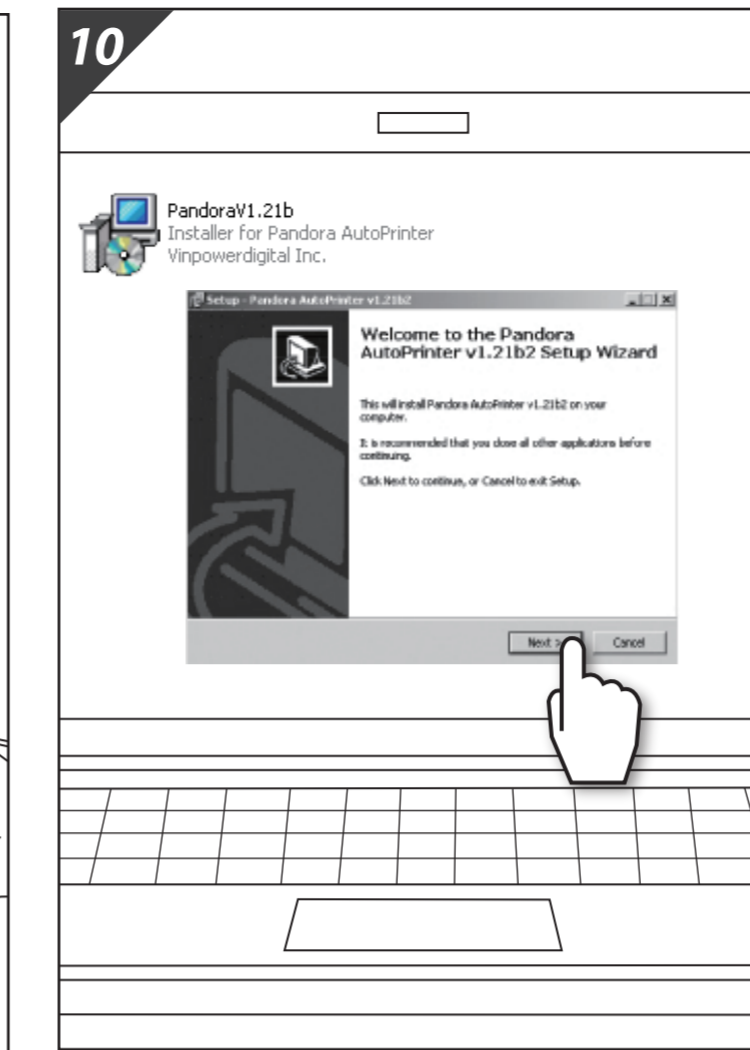 10
PandoraV1.21b
Installer for Pandora AutoPrinter
Vinpowerdigital Inc.
Setup - Pandora AutoPrinter v1.21b2
Welcome to the Pandora
AutoPrinter v1.21b2 Setup Wizard
This will install Pandora AutoPrinter v1.21b2 on your
computer.
It is recommended that you close all other applications before
continuing.
Click Next to continue, or Cancel to exit Setup.
Next >
Cancel